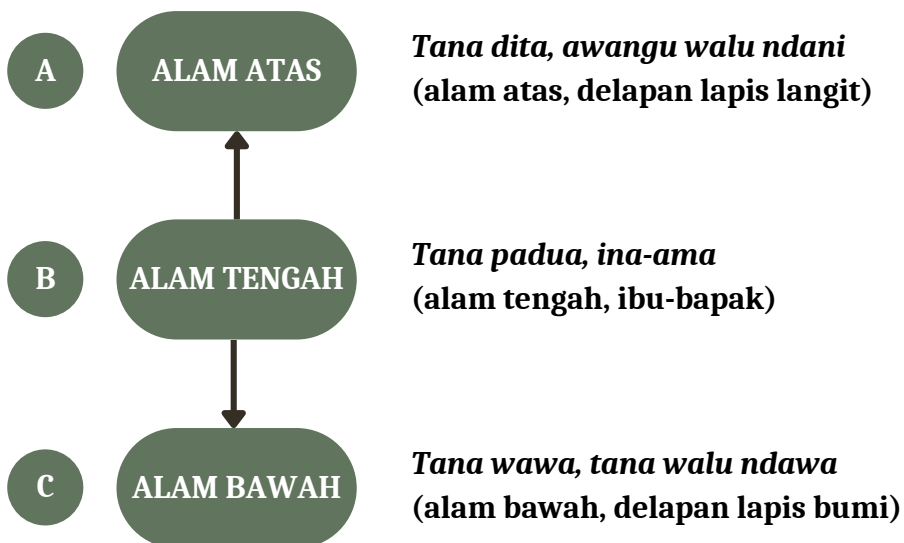 A
ALAM ATAS
Tana dita, awangu walu ndani
(alam atas, delapan lapis langit)
B
ALAM TENGAH
Tana padua, ina-ama
(alam tengah, ibu-bapak)
C
ALAM BAWAH
Tana wawa, tana walu ndawa
(alam bawah, delapan lapis bumi)